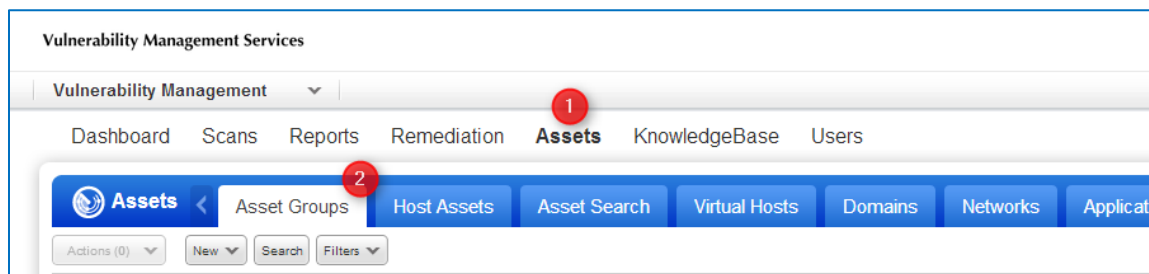 Vulnerability Management Services
Vulnerability Management
1
Dashboard Scans Reports Remediation Assets KnowledgeBase Users
2
Assets Asset Groups Host Assets Asset Search Virtual Hosts Domains Networks Applicat
Actions (0) New Search Filters